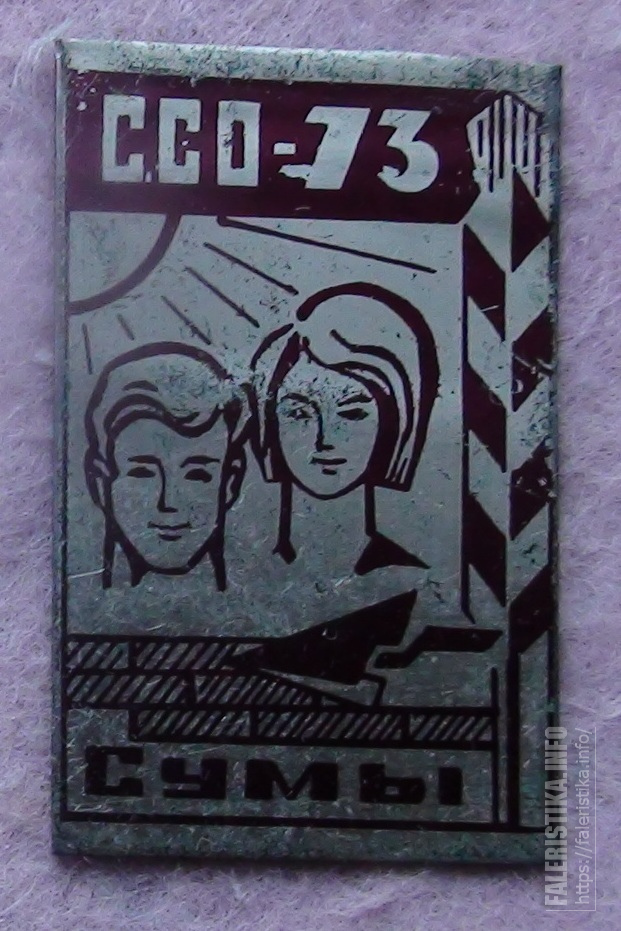 ССО-73
Сумы
FALERISTIKA.INFO
https://faleristika.info/